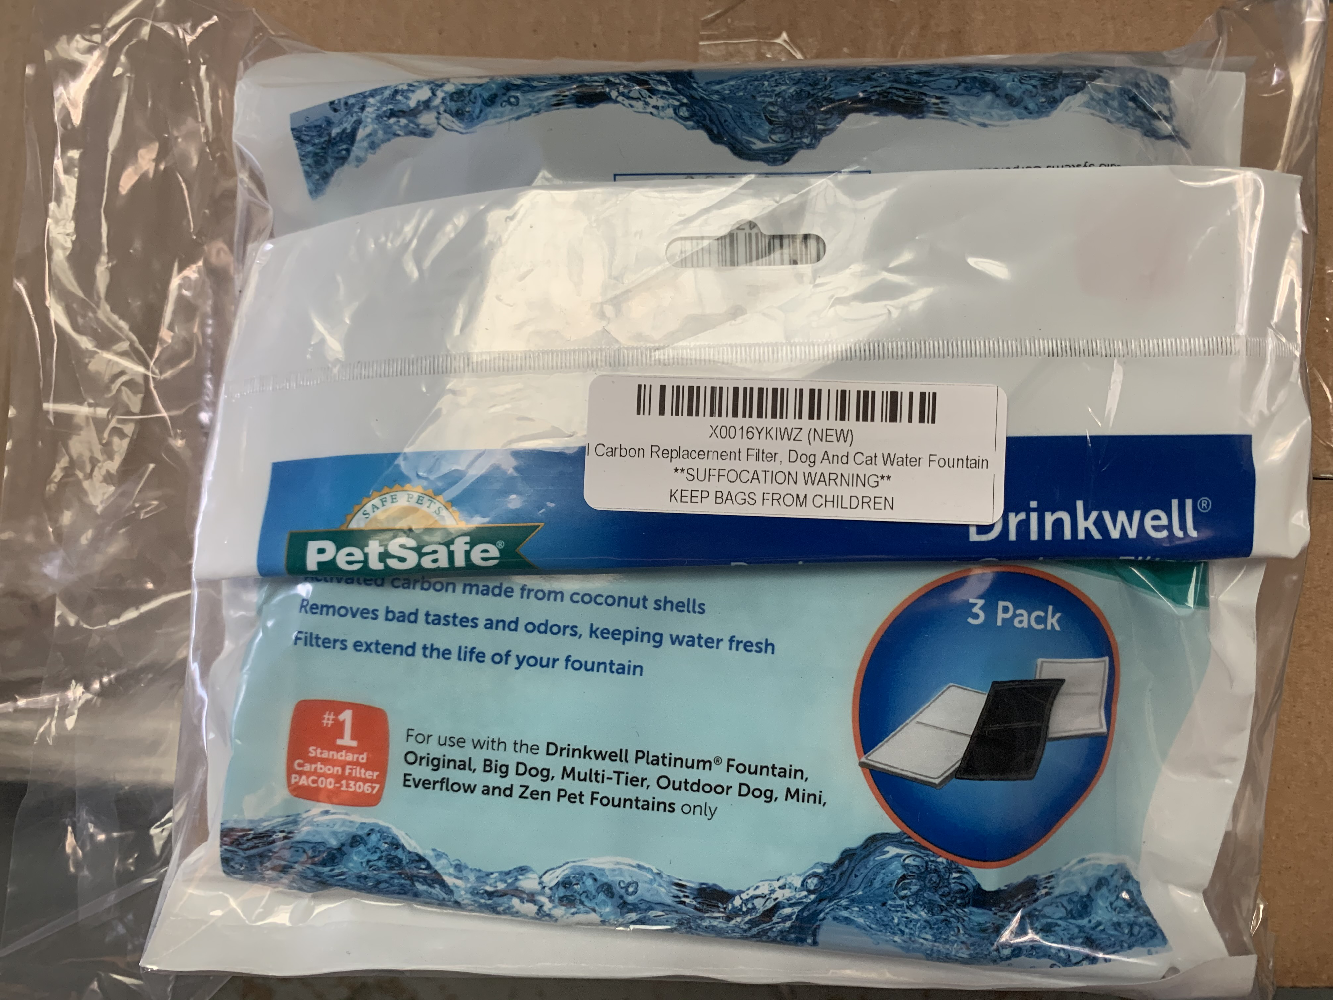 X0016YKIWZ (NEW)
l Carbon Replacement Filter, Dog And Cat Water Fountain
**SUFFOCATION WARNING**
KEEP BAGS FROM CHILDREN
SAFE PETS
PetSafe®
Drinkwell®
Activated carbon made from coconut shells
Removes bad tastes and odors, keeping water fresh
Filters extend the life of your fountain
3 Pack
#1
Standard
Carbon Filter
PAC00-13067
For use with the Drinkwell Platinum® Fountain,
Original, Big Dog, Multi-Tier, Outdoor Dog, Mini,
Everflow and Zen Pet Fountains only